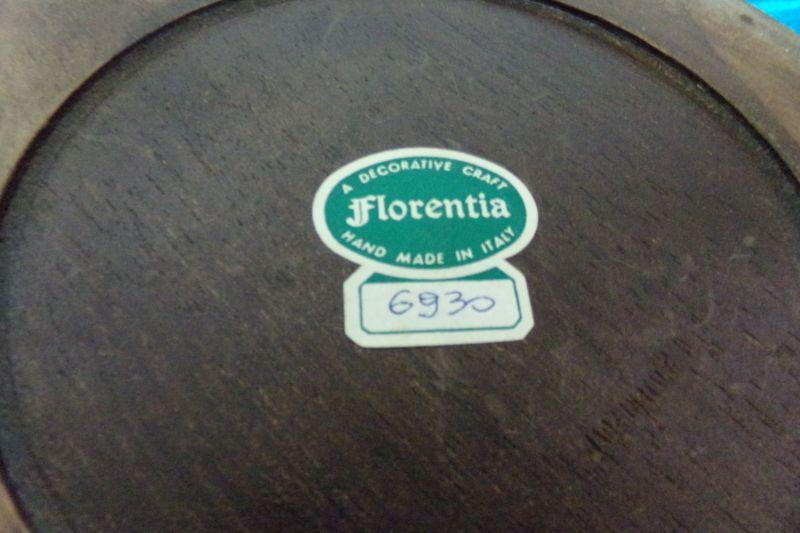 A DECORATIVE CRAFT
Florentia
HAND MADE IN ITALY
6930